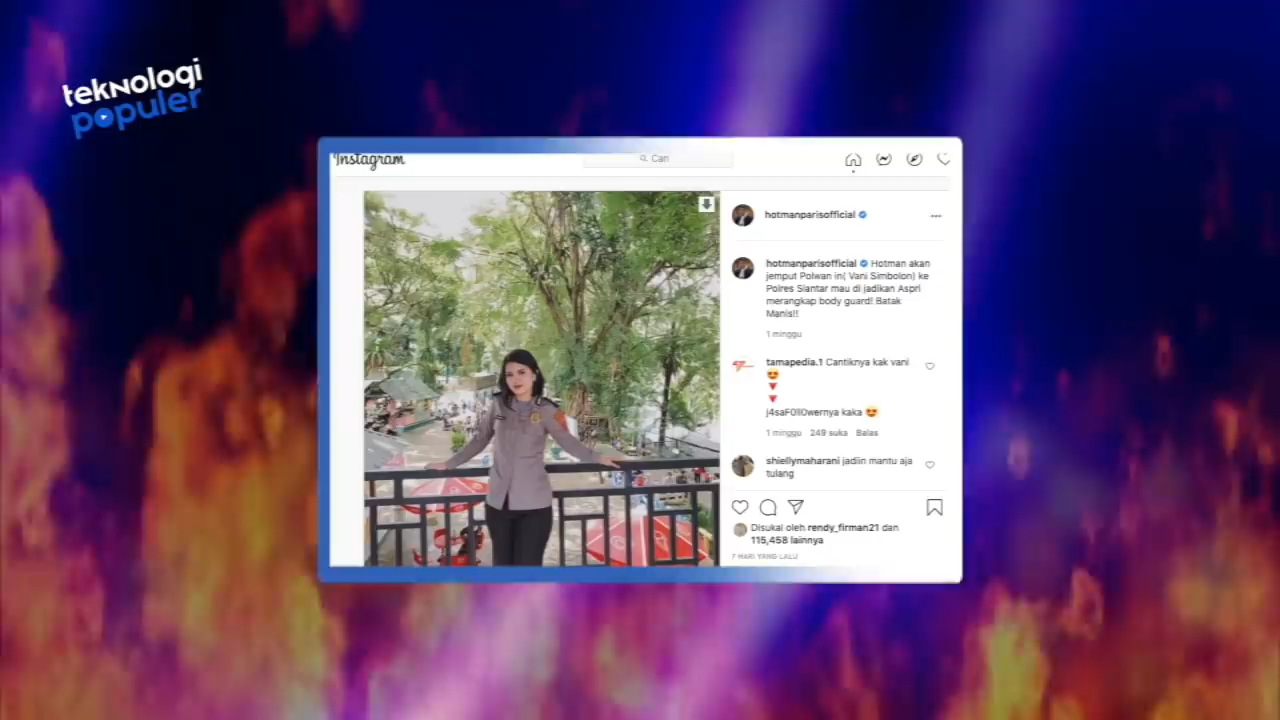 teknologi
populer
Instagram
Cari
hotmanparisofficial
hotmanparisofficial Hotman akan
jemput Polwan in( Vani Simbolon) ke
Polres Siantar mau di jadikan Aspri
merangkap body guard! Batak
Manis!!
1 minggu
tamapedia.1 Cantiknya kak vani
j4saF0ll0wernya kaka
1 minggu 249 suka Balas
shiellymaharani jadiin mantu aja
tulang
Disukai oleh rendy_firman21 dan
115,458 lainnya
7 HARI YANG LALU